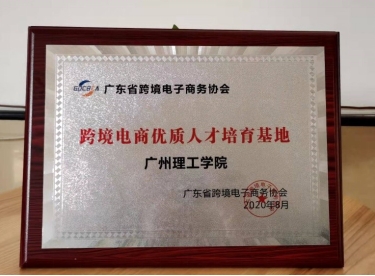 广东省跨境电子商务协会
跨境电商优质人才培育基地
广州理工学院
广东省跨境电子商务协会
2020年8月